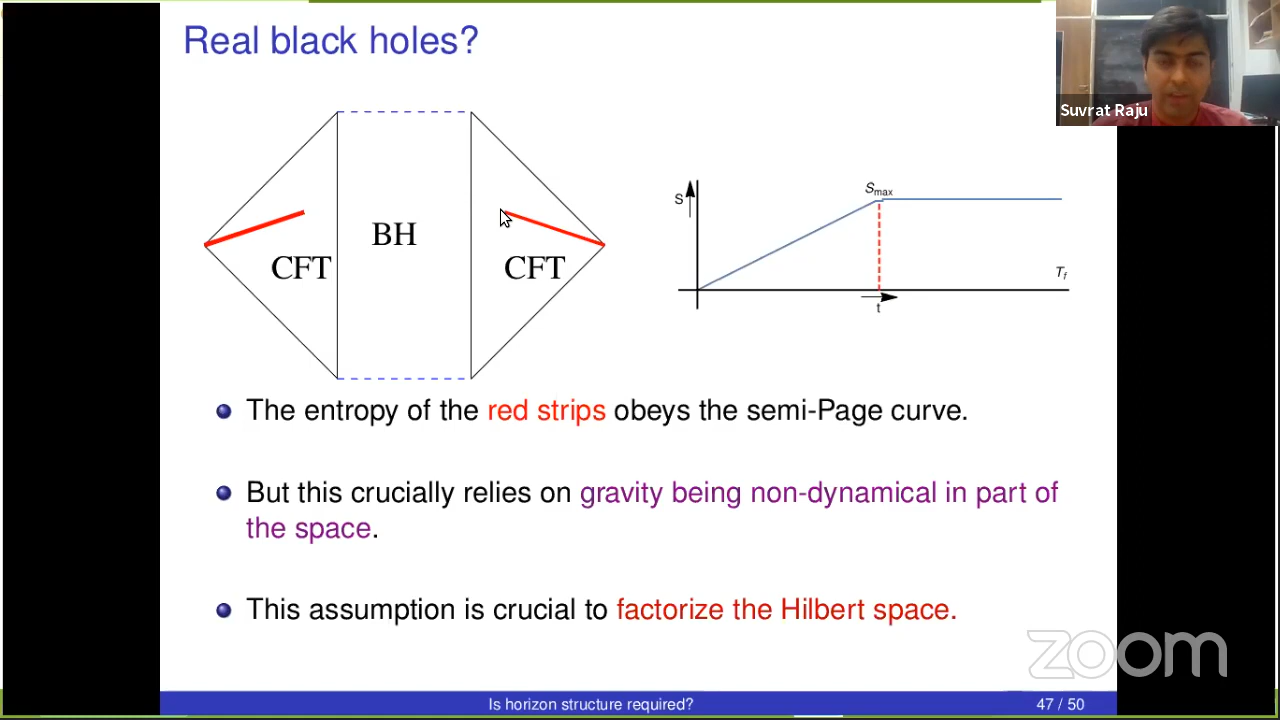 Real black holes?
Suvrat Raju
CFT
BH
CFT
S
Smax
Tf
t
The entropy of the red strips obeys the semi-Page curve.
But this crucially relies on gravity being non-dynamical in part of
the space.
This assumption is crucial to factorize the Hilbert space.
zoom
Is horizon structure required?
47 / 50